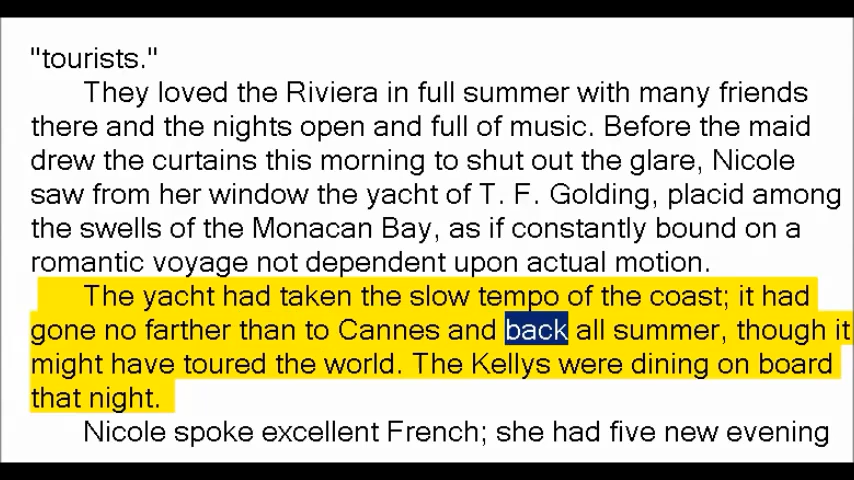 "tourists."
They loved the Riviera in full summer with many friends
there and the nights open and full of music. Before the maid
drew the curtains this morning to shut out the glare, Nicole
saw from her window the yacht of T. F. Golding, placid among
the swells of the Monacan Bay, as if constantly bound on a
romantic voyage not dependent upon actual motion.
The yacht had taken the slow tempo of the coast; it had
gone no farther than to Cannes and back all summer, though it
might have toured the world. The Kellys were dining on board
that night.
Nicole spoke excellent French; she had five new evening